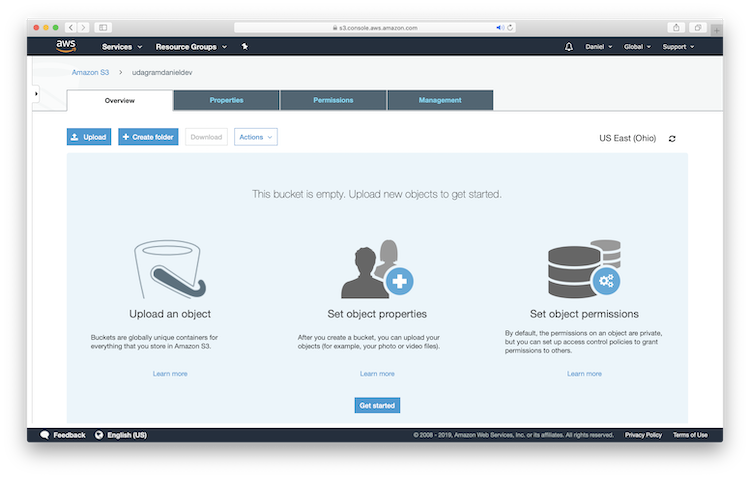 s3.console.aws.amazon.com
aws Services Resource Groups Daniel Global Support
Amazon S3 > udagramdanieldev
Overview Properties Permissions Management
Upload + Create folder Download Actions
US East (Ohio)
This bucket is empty. Upload new objects to get started.
Upload an object
Buckets are globally unique containers for
everything that you store in Amazon S3.
Learn more
Set object properties
After you create a bucket, you can upload your
objects (for example, your photo or video files).
Learn more
Set object permissions
By default, the permissions on an object are private,
but you can set up access control policies to grant
permissions to others.
Learn more
Get started
Feedback English (US) © 2008 - 2019, Amazon Web Services, Inc. or its affiliates. All rights reserved. Privacy Policy Terms of Use